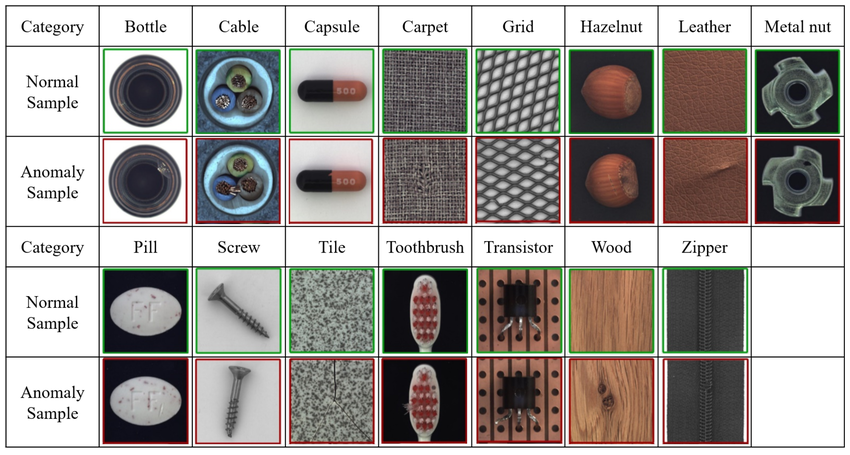 Category Bottle Cable Capsule Carpet Grid Hazelnut Leather Metal nut
Normal
Sample
500
Anomaly
Sample
500
Category Pill Screw Tile Toothbrush Transistor Wood Zipper
Normal
Sample
FF
Anomaly
Sample
FF